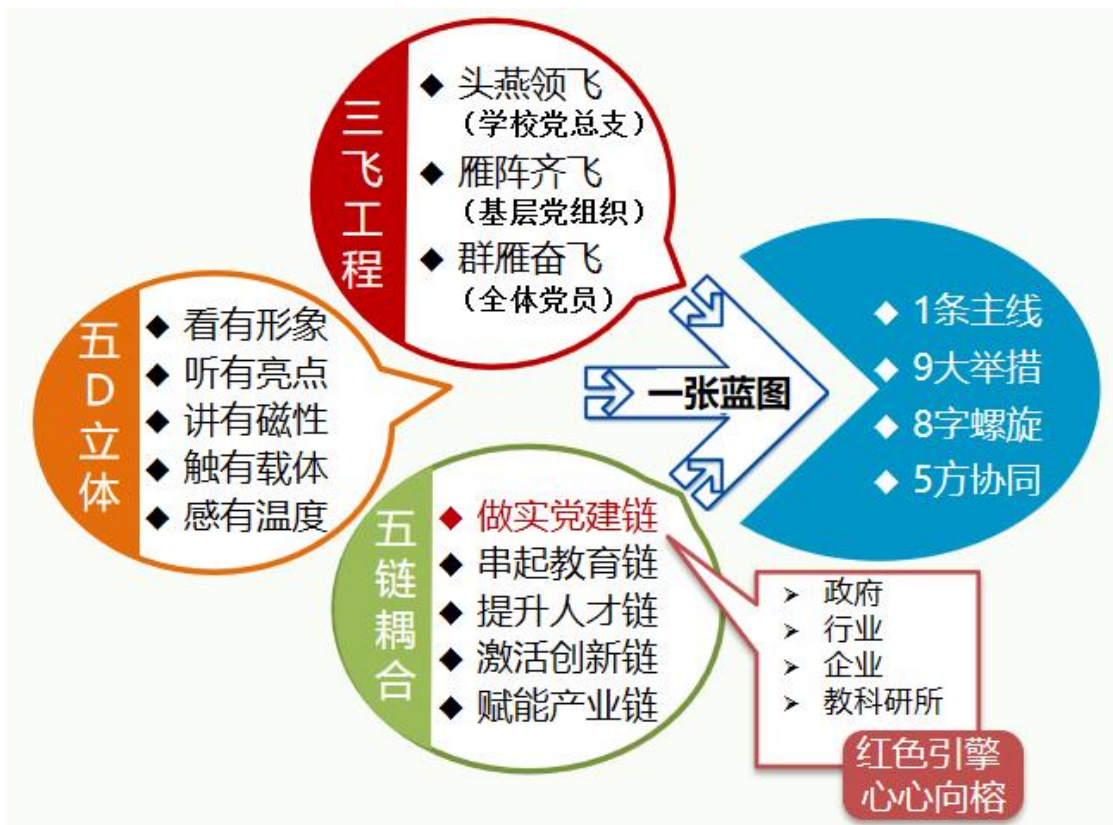 三飞工程
头燕领飞
（学校党总支）
雁阵齐飞
（基层党组织）
群雁奋飞
（全体党员）
五D立体
看有形象
听有亮点
讲有磁性
触有载体
感有温度
五链耦合
做实党建链
串起教育链
提升人才链
激活创新链
赋能产业链
一张蓝图
1条主线
9大举措
8字螺旋
5方协同
政府
行业
企业
教科研所
红色引擎
心心向榕